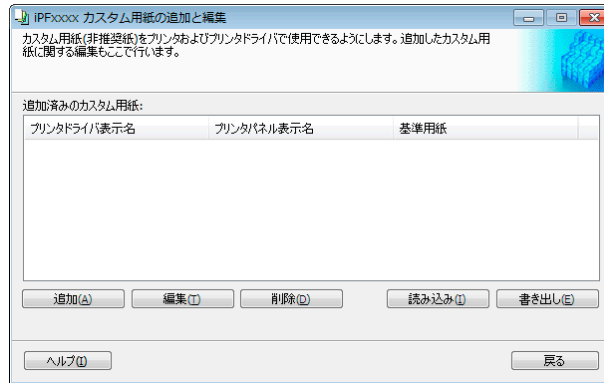 iPFxxxx カスタム用紙の追加と編集
カスタム用紙(非推奨紙)をプリンタおよびプリンタドライバで使用できるようにします。追加したカスタム用
紙に関する編集もここで行います。
追加済みのカスタム用紙:
プリンタドライバ表示名 プリンタパネル表示名 基準用紙
追加(A) 編集(T) 削除(D) 読み込み(I) 書き出し(E)
ヘルプ(1) 戻る